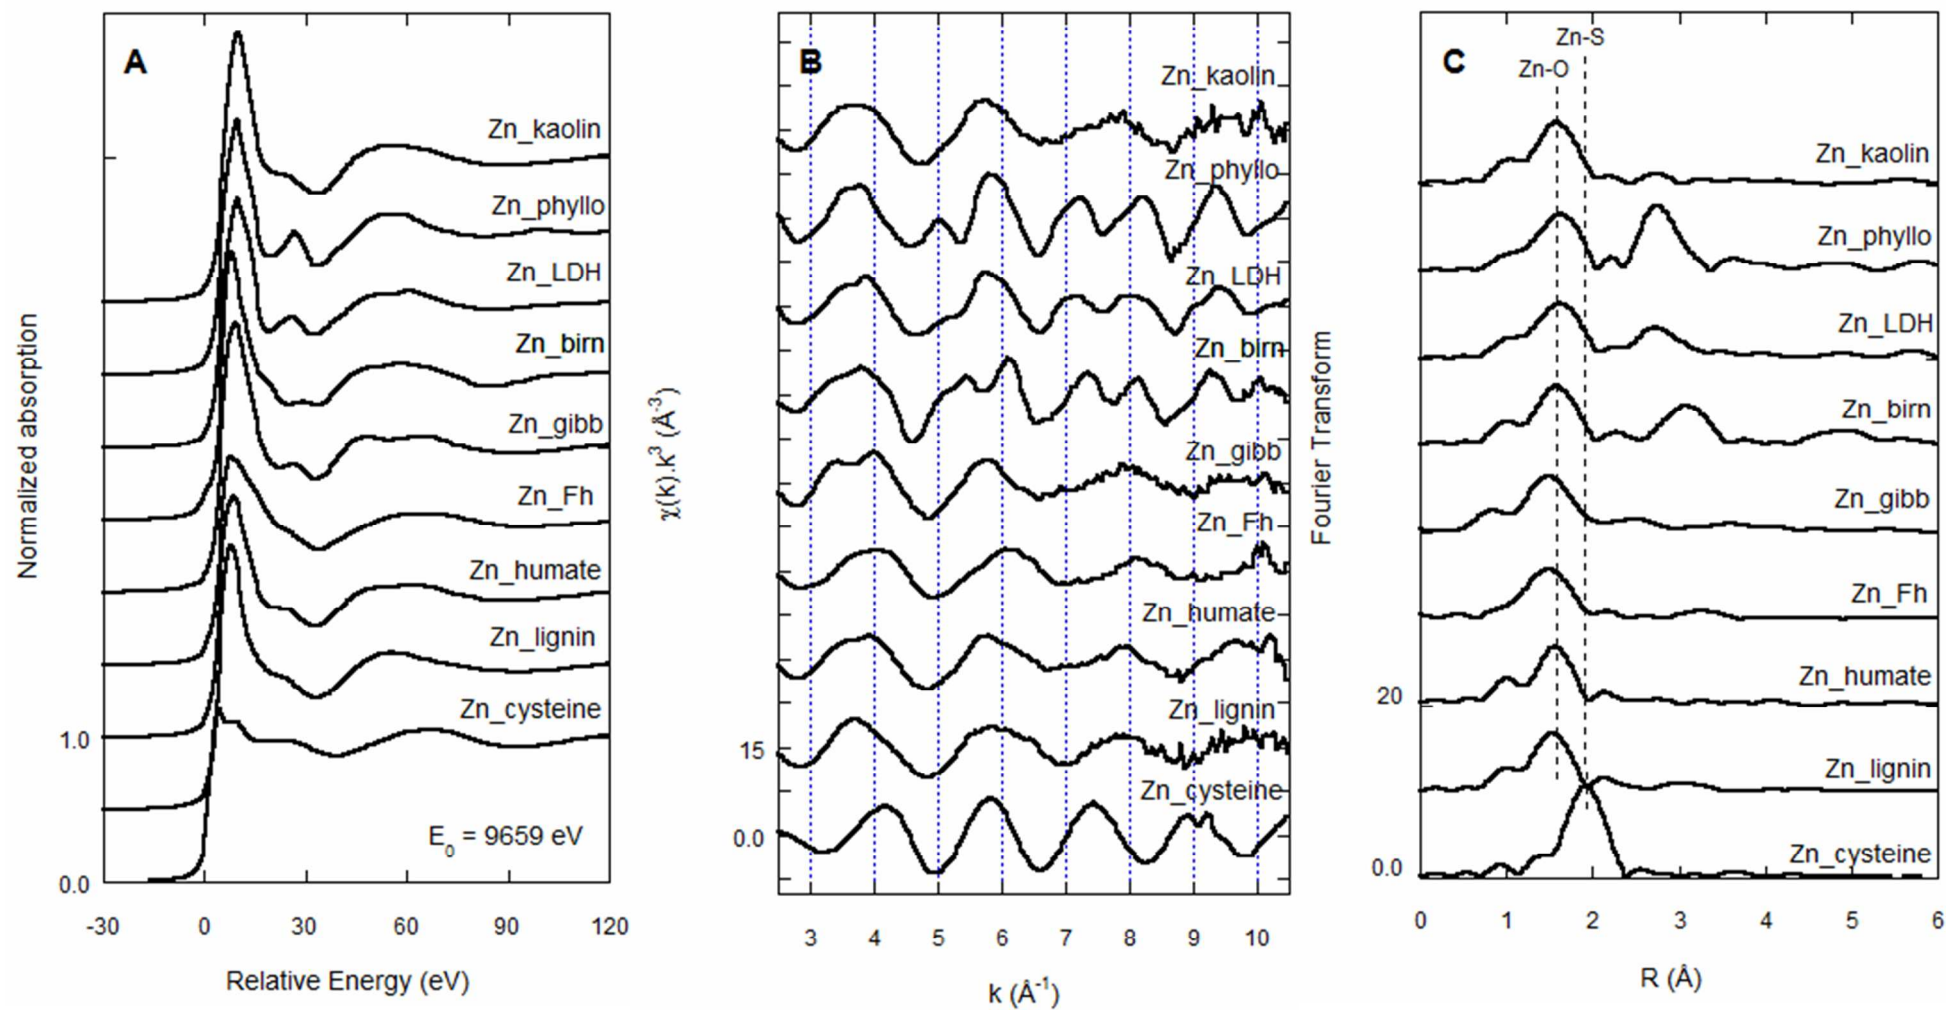 A
Zn_kaolin
Zn_phyllo
Zn_LDH
Zn_birn
Zn_gibb
Zn_Fh
Zn_humate
Zn_lignin
Zn_cysteine
E0 = 9659 eV
1.0
0.0
Normalized absorption
-30 0 30 60 90 120
Relative Energy (eV)
B
Zn_kaolin
Zn_phyllo
Zn_LDH
Zn_birn
Zn_gibb
Zn_Fh
Zn_humate
Zn_lignin
Zn_cysteine
15
0.0
χ(k).k3 (Å-3)
3 4 5 6 7 8 9 10
k (Å-1)
C
Zn-S
Zn-O
Zn_kaolin
Zn_phyllo
Zn_LDH
Zn_birn
Zn_gibb
Zn_Fh
Zn_humate
Zn_lignin
Zn_cysteine
20
0.0
Fourier Transform
0 1 2 3 4 5 6
R (Å)